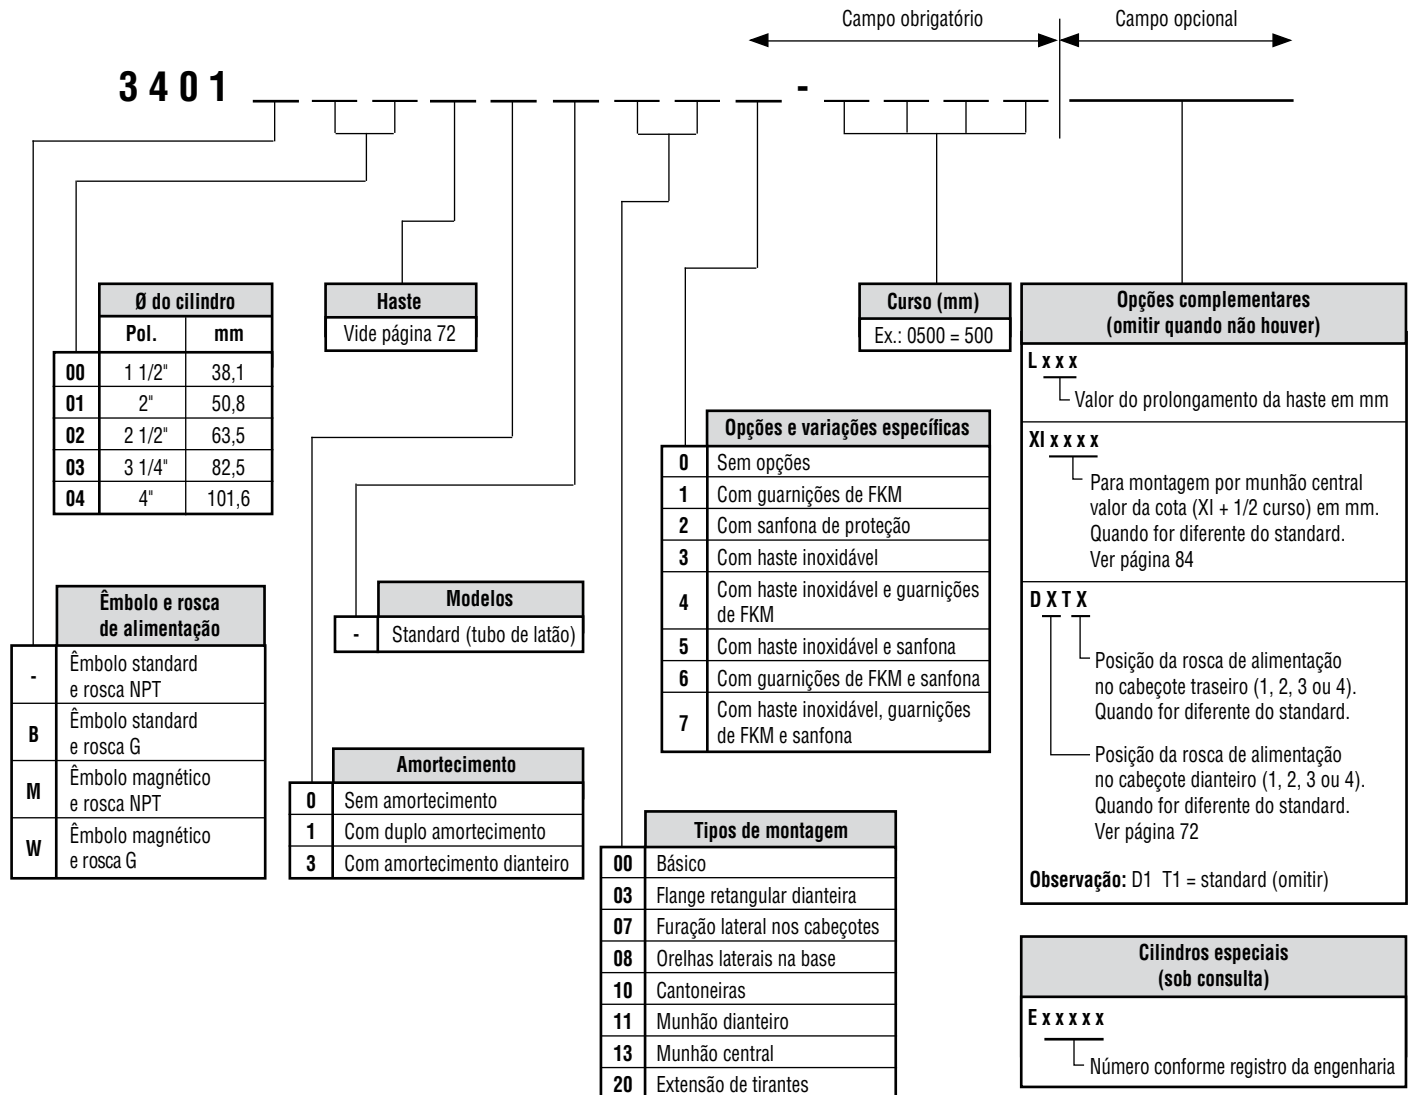 Campo obrigatório
Campo opcional
3 4 0 1
-
Ø do cilindro
Pol. mm
00 1 1/2" 38,1
01 2" 50,8
02 2 1/2" 63,5
03 3 1/4" 82,5
04 4" 101,6
Haste
Vide página 72
Curso (mm)
Ex.: 0500 = 500
Opções complementares
(omitir quando não houver)
L x x x
Valor do prolongamento da haste em mm
XI x x x x
Para montagem por munhão central
valor da cota (XI + 1/2 curso) em mm.
Quando for diferente do standard.
Ver página 84
D X T X
Posição da rosca de alimentação
no cabeçote traseiro (1, 2, 3 ou 4).
Quando for diferente do standard.
Posição da rosca de alimentação
no cabeçote dianteiro (1, 2, 3 ou 4).
Quando for diferente do standard.
Ver página 72
Observação: D1 T1 = standard (omitir)
Opções e variações específicas
0 Sem opções
1 Com guarnições de FKM
2 Com sanfona de proteção
3 Com haste inoxidável
4 Com haste inoxidável e guarnições
de FKM
5 Com haste inoxidável e sanfona
6 Com guarnições de FKM e sanfona
7 Com haste inoxidável, guarnições
de FKM e sanfona
Êmbolo e rosca
de alimentação
- Êmbolo standard
e rosca NPT
B Êmbolo standard
e rosca G
M Êmbolo magnético
e rosca NPT
W Êmbolo magnético
e rosca G
Modelos
- Standard (tubo de latão)
Amortecimento
0 Sem amortecimento
1 Com duplo amortecimento
3 Com amortecimento dianteiro
Tipos de montagem
00 Básico
03 Flange retangular dianteira
07 Furação lateral nos cabeçotes
08 Orelhas laterais na base
10 Cantoneiras
11 Munhão dianteiro
13 Munhão central
20 Extensão de tirantes
Cilindros especiais
(sob consulta)
E x x x x x
Número conforme registro da engenharia